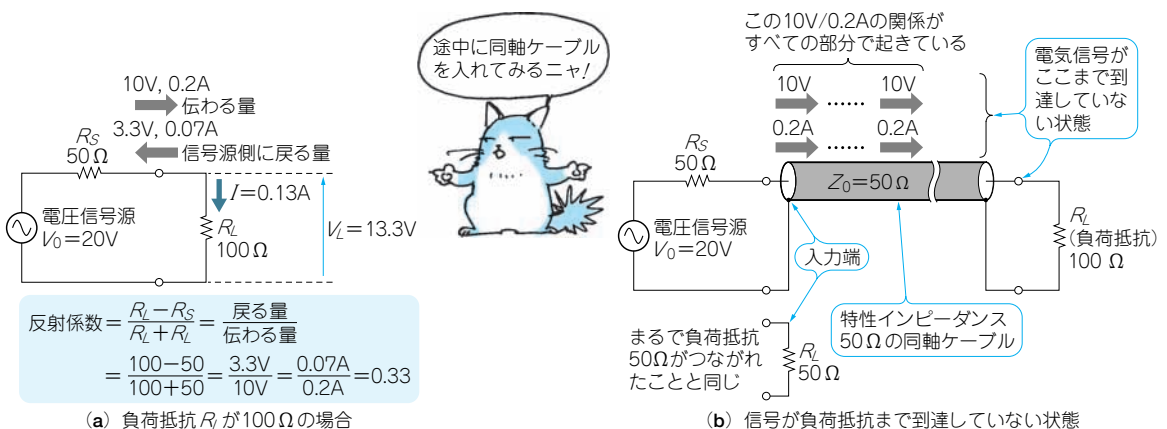 10V, 0.2A
伝わる量
3.3V, 0.07A
信号源側に戻る量
RS
50Ω
I=0.13A
電圧信号源
V0=20V
RL
100Ω
VL=13.3V
反射係数=(RL−RS)/(RL+RL)=戻る量/伝わる量
=(100−50)/(100+50)=3.3V/10V=0.07A/0.2A=0.33
(a) 負荷抵抗RLが100Ωの場合
途中に同軸ケーブル
を入れてみるニャ!
この10V/0.2Aの関係が
すべての部分で起きている
10V 10V
……
0.2A 0.2A
……
電気信号が
ここまで到
達していな
い状態
RS
50Ω
Z0=50Ω
電圧信号源
V0=20V
RL
(負荷抵抗)
100Ω
入力端
まるで負荷抵抗
50Ωがつながれ
たことと同じ
RL
50Ω
特性インピーダンス
50Ωの同軸ケーブル
(b) 信号が負荷抵抗まで到達していない状態